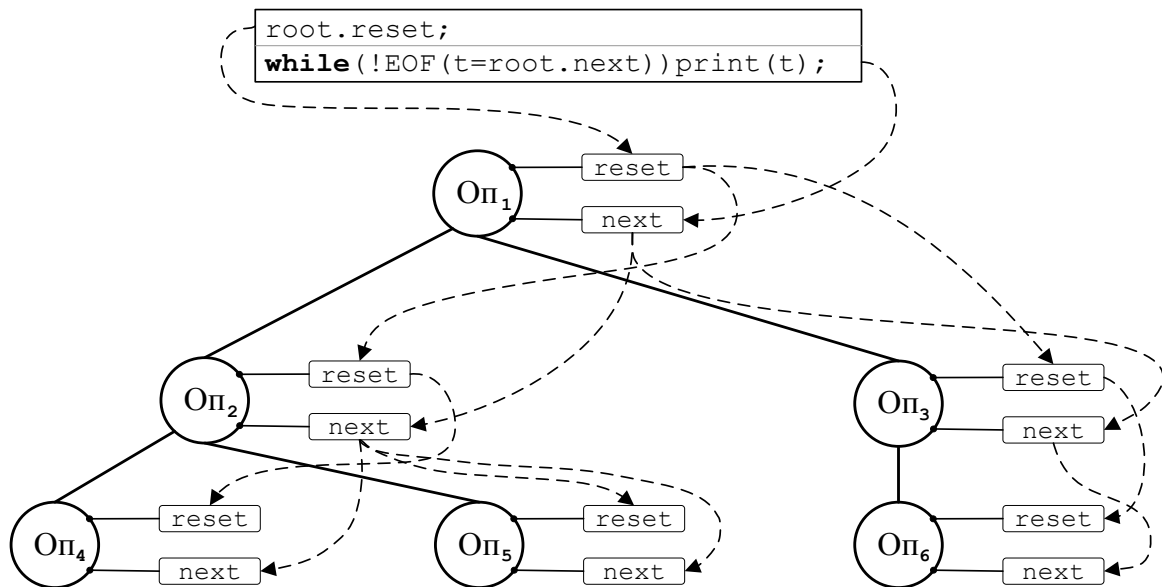 root.reset;
while(!EOF(t=root.next))print(t);
reset
Оп₁
next
reset
Оп₂
next
reset
Оп₃
next
reset
Оп₄
next
reset
Оп₅
next
reset
Оп₆
next